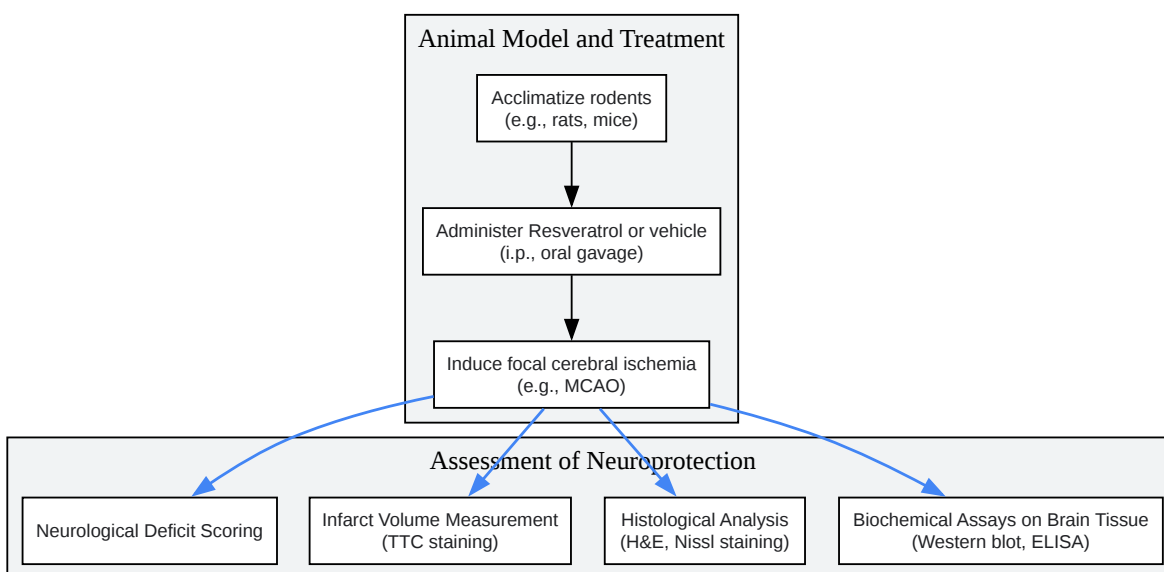 Animal Model and Treatment
Acclimatize rodents
(e.g., rats, mice)
Administer Resveratrol or vehicle
(i.p., oral gavage)
Induce focal cerebral ischemia
(e.g., MCAO)
Assessment of Neuroprotection
Neurological Deficit Scoring
Infarct Volume Measurement
(TTC staining)
Histological Analysis
(H&E, Nissl staining)
Biochemical Assays on Brain Tissue
(Western blot, ELISA)